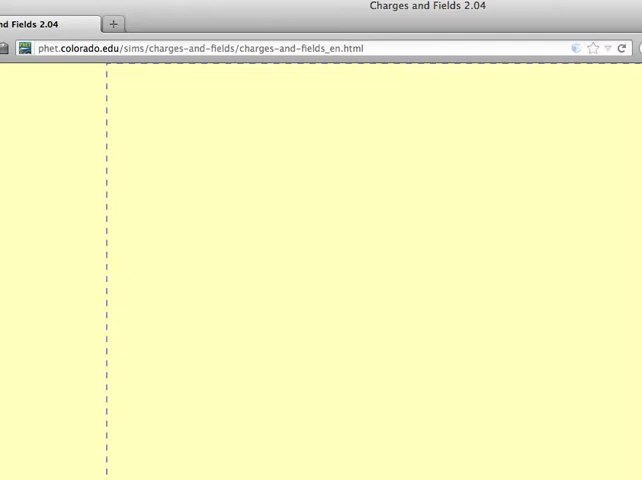 Charges and Fields 2.04
nd Fields 2.04
phet.colorado.edu/sims/charges-and-fields/charges-and-fields_en.html